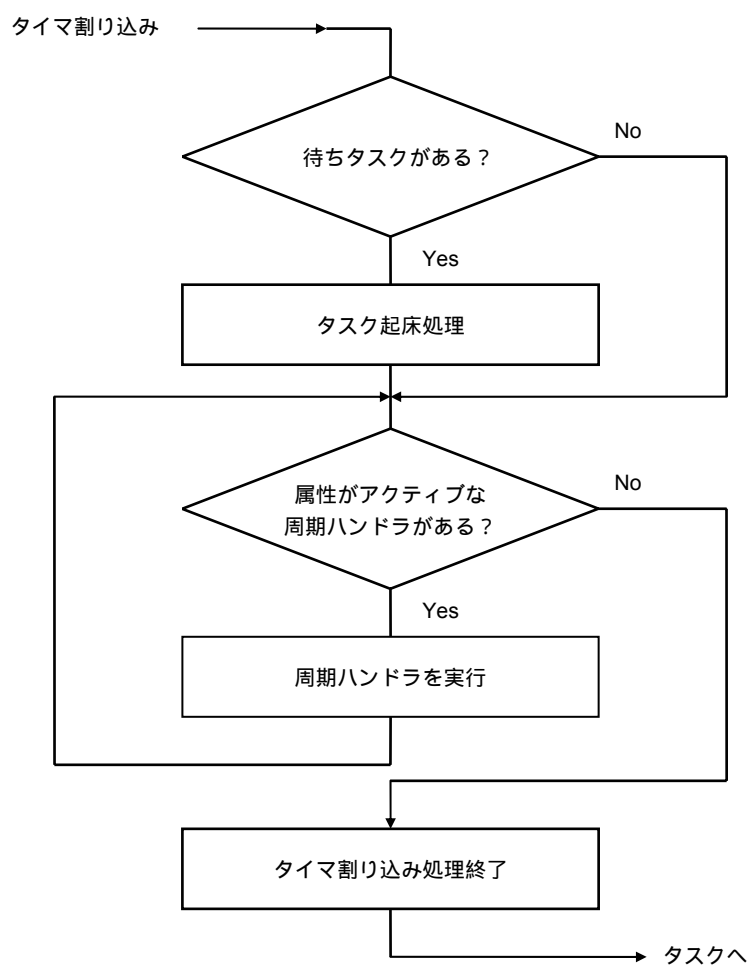 タイマ割り込み
待ちタスクがある？
No
Yes
タスク起床処理
属性がアクティブな
周期ハンドラがある？
No
Yes
周期ハンドラを実行
タイマ割り込み処理終了
タスクへ